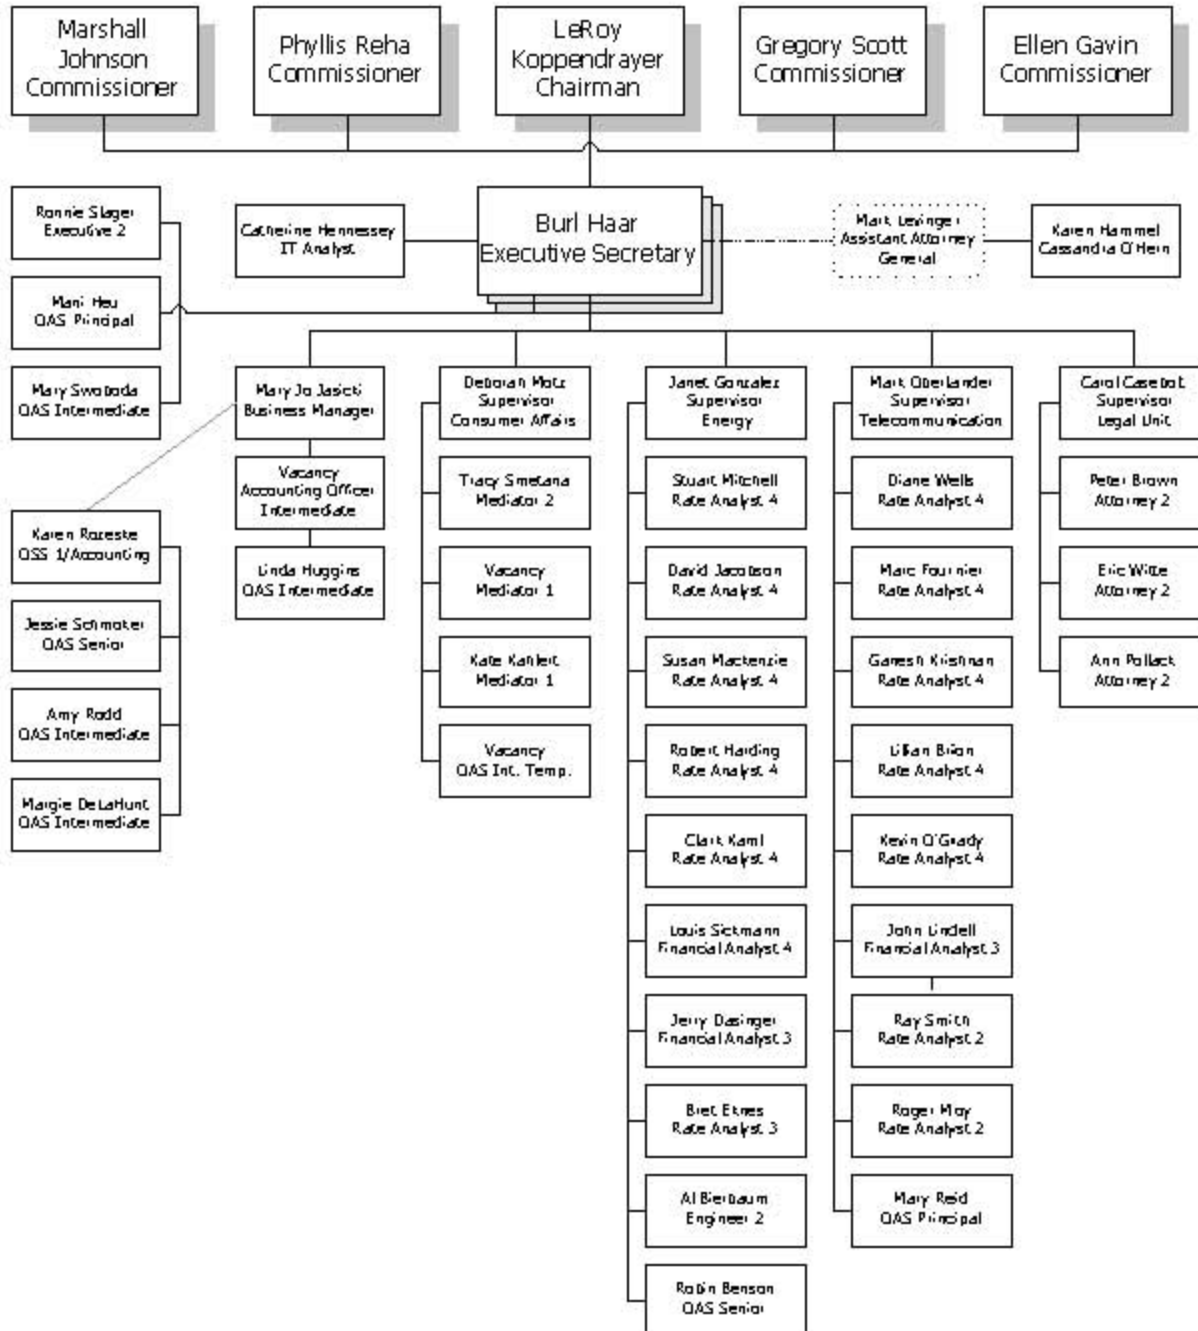 Marshall
Johnson
Commissioner
Phyllis Reha
Commissioner
LeRoy
Koppendrayer
Chairman
Gregory Scott
Commissioner
Ellen Gavin
Commissioner
Ronnie Slager
Executive 2
Catherine Hennessey
IT Analyst
Burl Haar
Executive Secretary
Mark Levinger
Assistant Attorney
General
Karen Hammel
Cassandra O'Hern
Mani Heu
OAS Principal
Mary Swoboda
OAS Intermediate
Mary Jo Jasicki
Business Manager
Vacancy
Accounting Officer
Intermediate
Linda Huggins
OAS Intermediate
Karen Rozeske
OSS 1/Accounting
Jessie Schmoker
OAS Senior
Amy Rodd
OAS Intermediate
Margie DeLaHunt
OAS Intermediate
Deborah Motz
Supervisor
Consumer Affairs
Tracy Smetana
Mediator 2
Vacancy
Mediator 1
Kate Kahlert
Mediator 1
Vacancy
OAS Int. Temp.
Janet Gonzalez
Supervisor
Energy
Stuart Mitchell
Rate Analyst 4
David Jacobson
Rate Analyst 4
Susan Mackenzie
Rate Analyst 4
Robert Harding
Rate Analyst 4
Clark Kaml
Rate Analyst 4
Louis Sickmann
Financial Analyst 4
Jerry Dasinger
Financial Analyst 3
Bret Eknes
Rate Analyst 3
Al Bierbaum
Engineer 2
Robin Benson
OAS Senior
Mark Oberlander
Supervisor
Telecommunication
Diane Wells
Rate Analyst 4
Marc Fournier
Rate Analyst 4
Ganesh Krishnan
Rate Analyst 4
Lillian Brion
Rate Analyst 4
Kevin O'Grady
Rate Analyst 4
John Lindell
Financial Analyst 3
Ray Smith
Rate Analyst 2
Roger Moy
Rate Analyst 2
Mary Reid
OAS Principal
Carol Casebolt
Supervisor
Legal Unit
Peter Brown
Attorney 2
Eric Witte
Attorney 2
Ann Pollack
Attorney 2